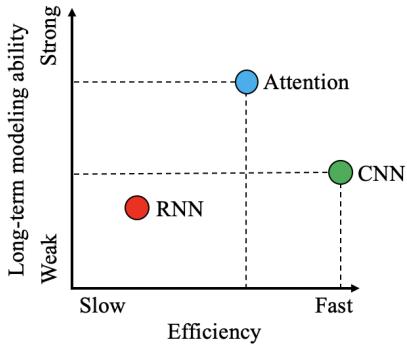 Long-term modeling ability
Strong
Weak
Attention
CNN
RNN
Slow
Fast
Efficiency